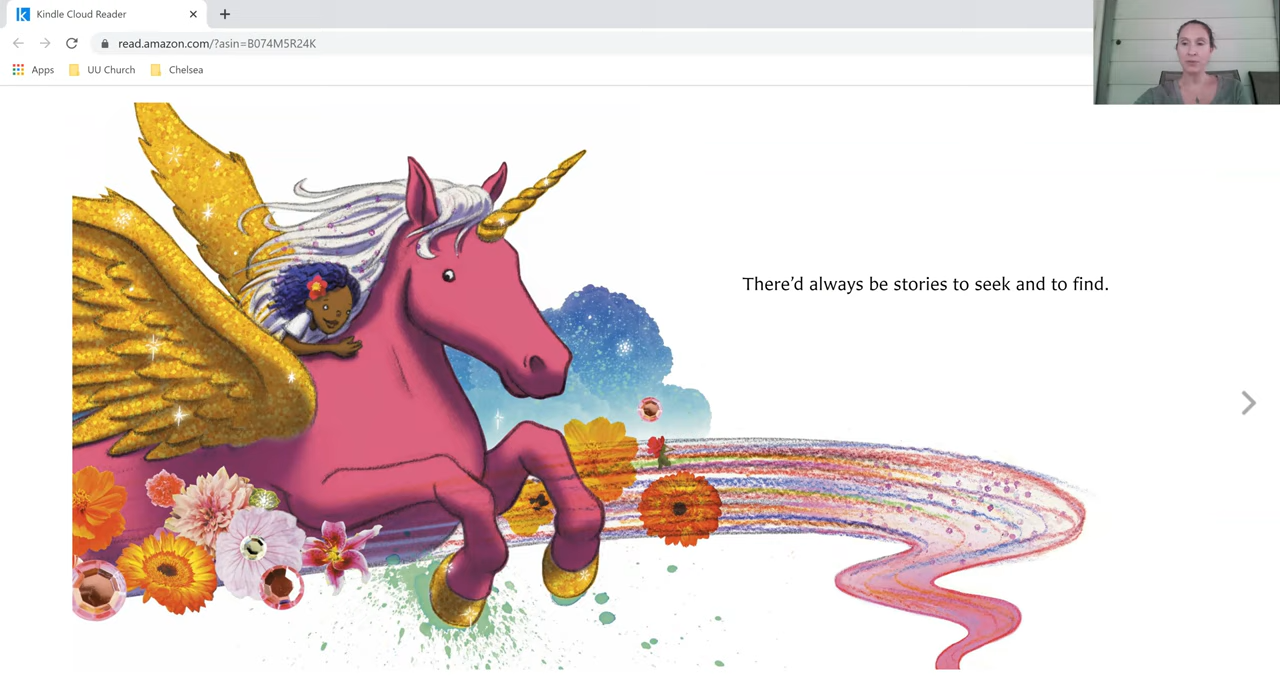 Kindle Cloud Reader
read.amazon.com/?asin=B074M5R24K
Apps UU Church Chelsea
There'd always be stories to seek and to find.